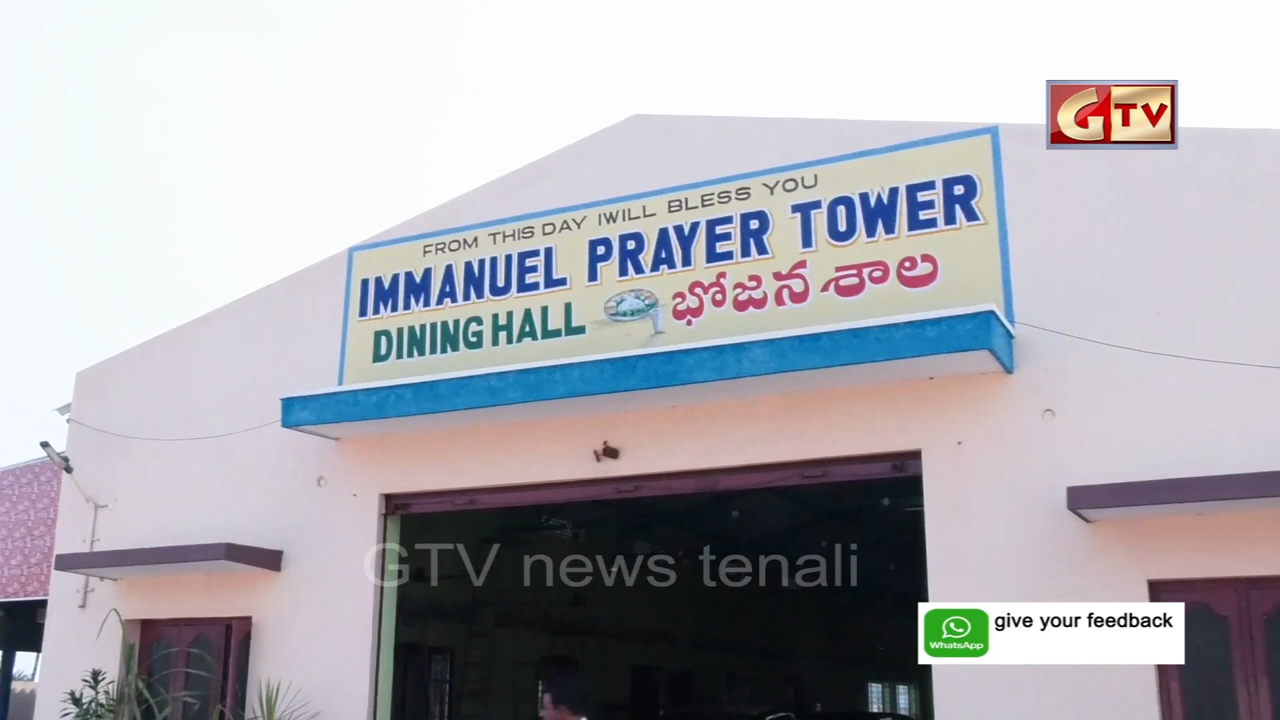 GTV
FROM THIS DAY IWILL BLESS YOU
IMMANUEL PRAYER TOWER
DINING HALL భోజన శాల
GTV news tenali
WhatsApp
give your feedback